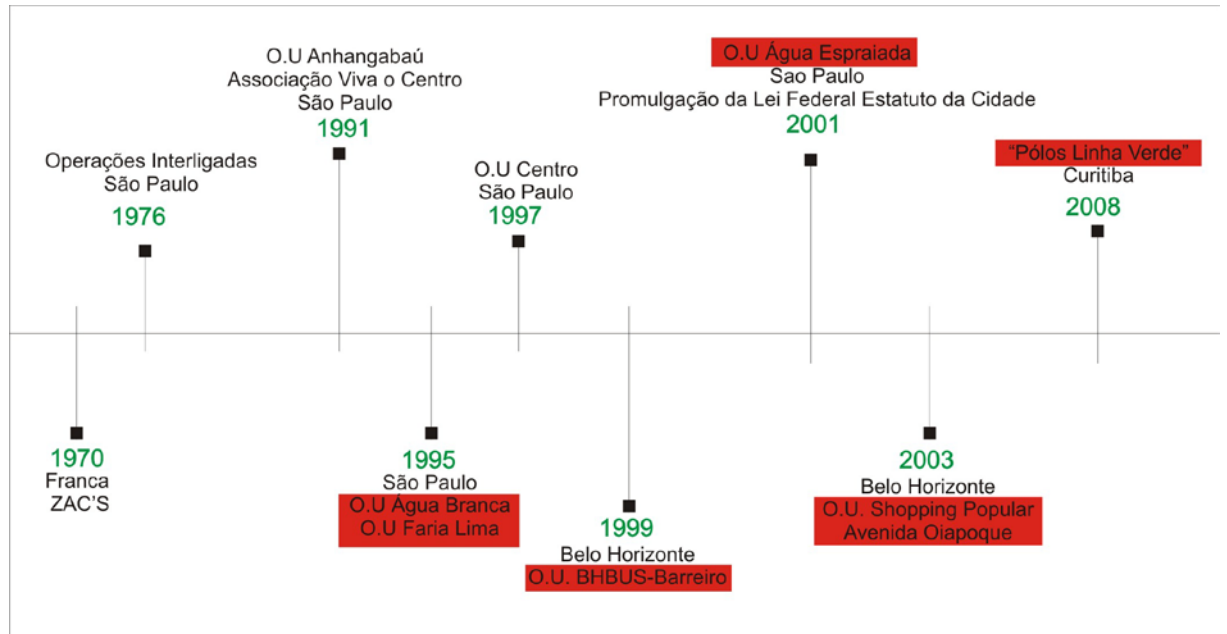 O.U Anhangabaú
Associação Viva o Centro
São Paulo
1991
O.U Água Espraiada
Sao Paulo
Promulgação da Lei Federal Estatuto da Cidade
2001
Operações Interligadas
São Paulo
1976
O.U Centro
São Paulo
1997
“Pólos Linha Verde”
Curitiba
2008
1970
Franca
ZAC'S
1995
São Paulo
O.U Água Branca
O.U Faria Lima
1999
Belo Horizonte
O.U. BHBUS-Barreiro
2003
Belo Horizonte
O.U. Shopping Popular
Avenida Oiapoque